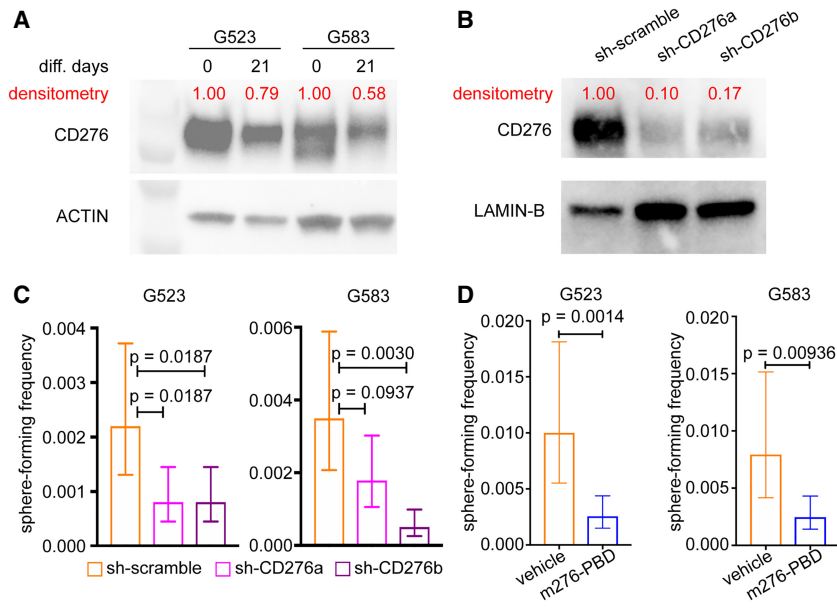 A
G523 G583
diff. days 0 21 0 21
densitometry 1.00 0.79 1.00 0.58
CD276
ACTIN
B
sh-scramble sh-CD276a sh-CD276b
densitometry 1.00 0.10 0.17
CD276
LAMIN-B
C
G523
sphere-forming frequency
0.004
0.003
0.002
0.001
0.000
p = 0.0187
p = 0.0187
G583
0.006
0.004
0.002
0.000
p = 0.0030
p = 0.0937
sh-scramble sh-CD276a sh-CD276b
D
G523
sphere-forming frequency
0.020
0.015
0.010
0.005
0.000
p = 0.0014
vehicle
m276-PBD
G583
sphere-forming frequency
0.020
0.015
0.010
0.005
0.000
p = 0.00936
vehicle
m276-PBD